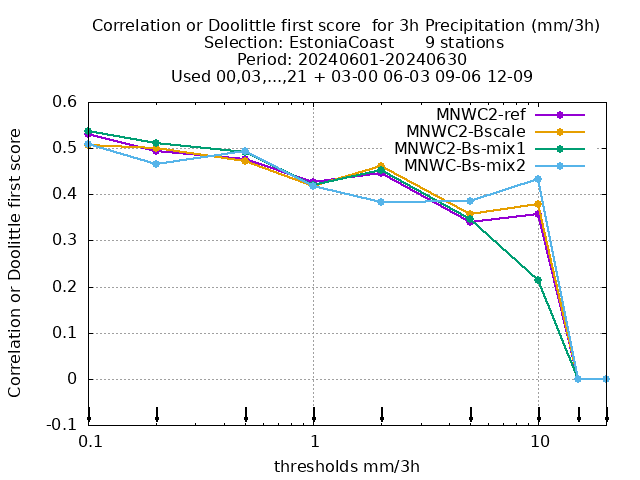 Correlation or Doolittle first score  for 3h Precipitation (mm/3h)
Selection: EstoniaCoast      9 stations
Period: 20240601-20240630
Used 00,03,...,21 + 03-00 06-03 09-06 12-09
MNWC2-ref
MNWC2-Bscale
MNWC2-Bs-mix1
MNWC-Bs-mix2
Correlation or Doolittle first score
0.6
0.5
0.4
0.3
0.2
0.1
0
-0.1
0.1
1
10
thresholds mm/3h